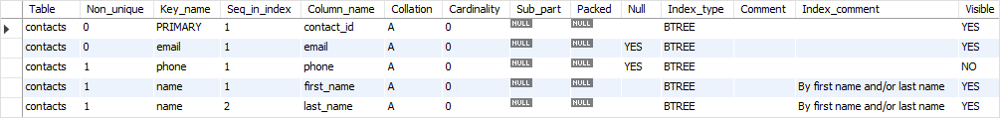 Table Non_unique Key_name Seq_in_index Column_name Collation Cardinality Sub_part Packed Null Index_type Comment Index_comment Visible
contacts 0 PRIMARY 1 contact_id A 0 NULL NULL BTREE YES
contacts 0 email 1 email A 0 NULL NULL YES BTREE YES
contacts 1 phone 1 phone A 0 NULL NULL YES BTREE NO
contacts 1 name 1 first_name A 0 NULL NULL BTREE By first name and/or last name YES
contacts 1 name 2 last_name A 0 NULL NULL BTREE By first name and/or last name YES